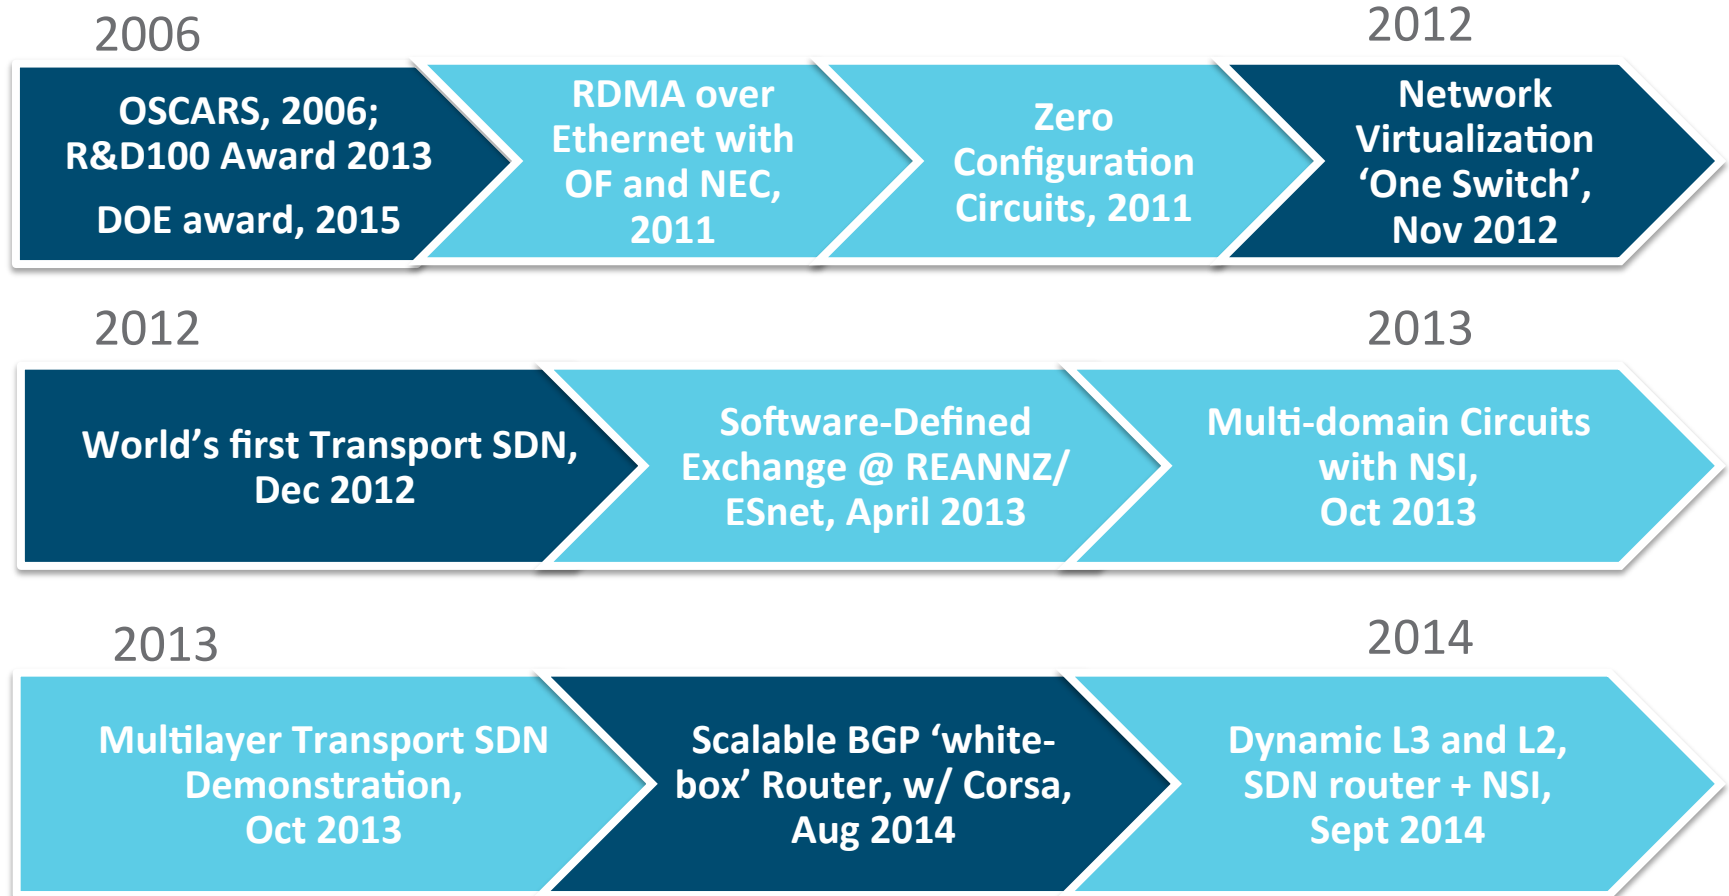 2006
2012
OSCARS, 2006;
R&D100 Award 2013
DOE award, 2015
RDMA over
Ethernet with
OF and NEC,
2011
Zero
Configuration
Circuits, 2011
Network
Virtualization
‘One Switch’,
Nov 2012
2012
2013
World’s first Transport SDN,
Dec 2012
Software-Defined
Exchange @ REANNZ/
ESnet, April 2013
Multi-domain Circuits
with NSI,
Oct 2013
2013
2014
Multilayer Transport SDN
Demonstration,
Oct 2013
Scalable BGP ‘white-
box’ Router, w/ Corsa,
Aug 2014
Dynamic L3 and L2,
SDN router + NSI,
Sept 2014